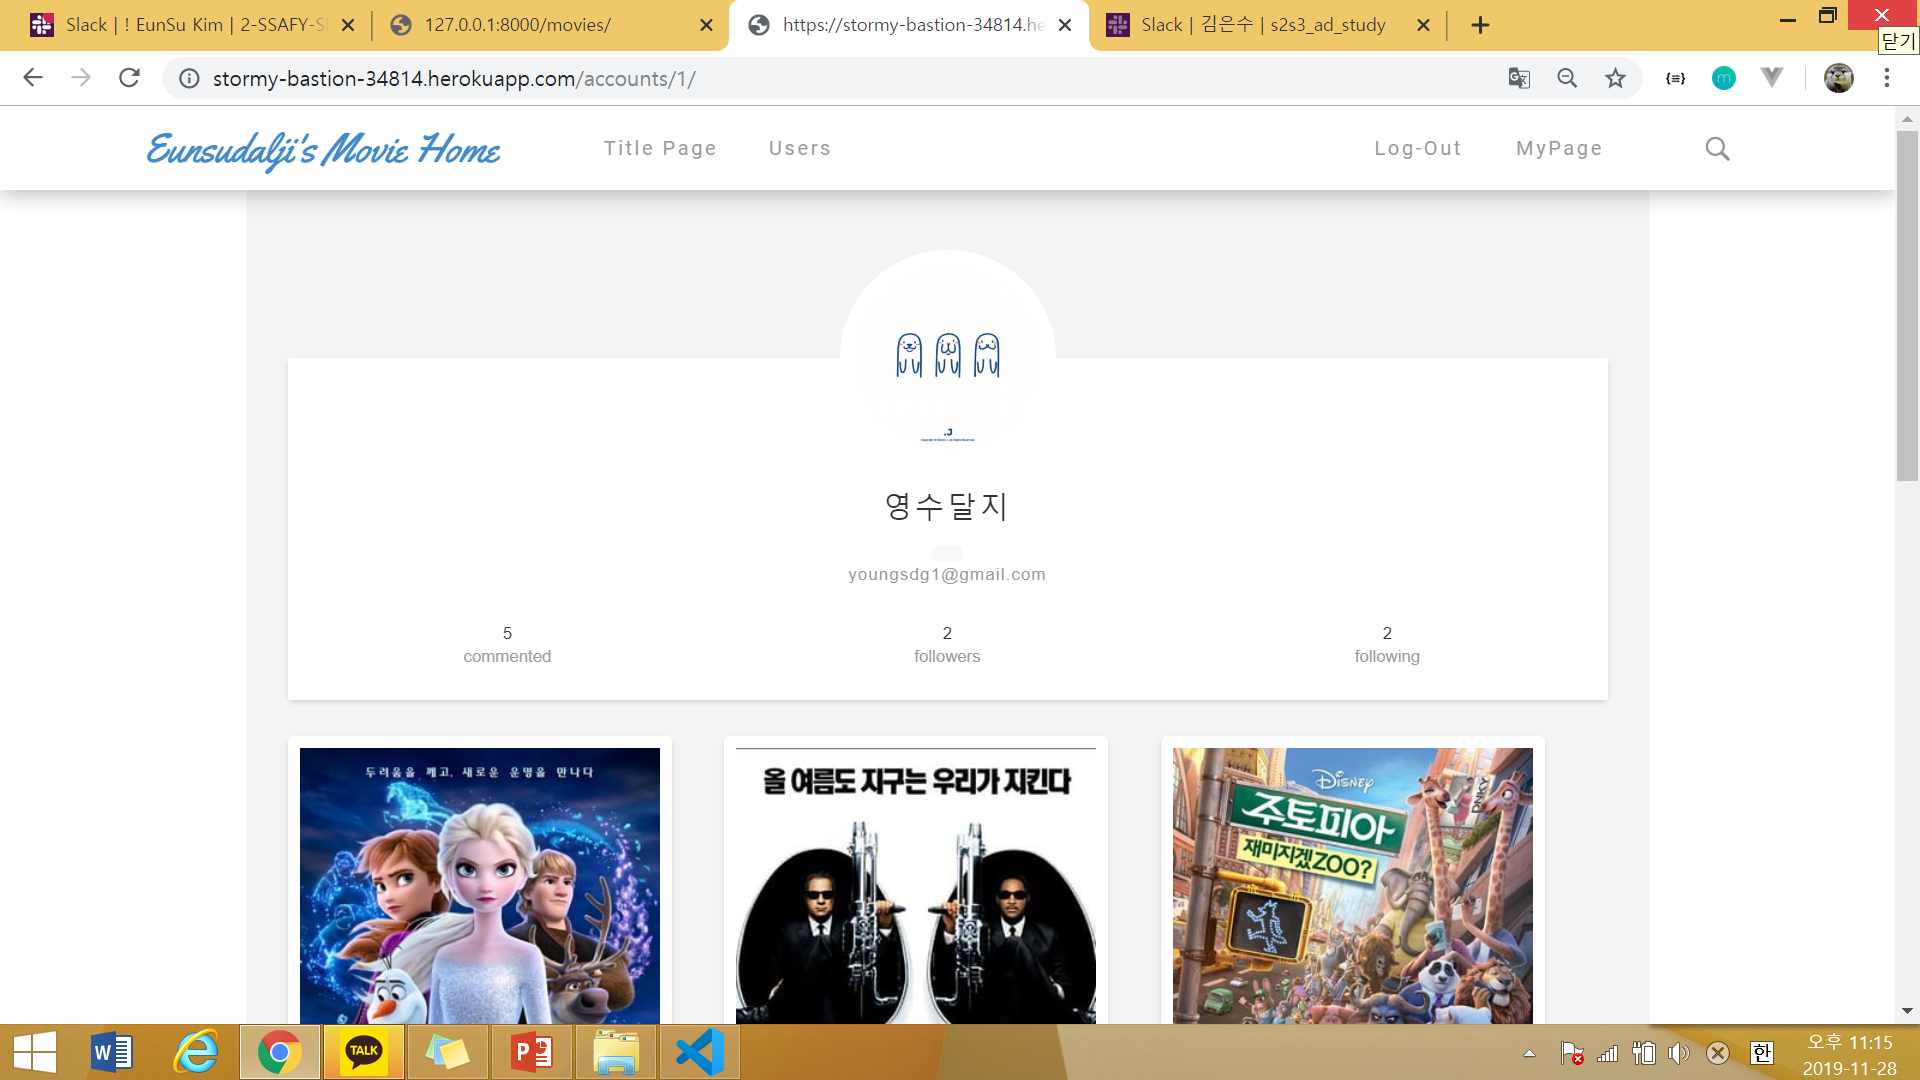 Slack | ! EunSu Kim | 2-SSAFY-S
127.0.0.1:8000/movies/
https://stormy-bastion-34814.he
Slack | 김은수 | s2s3_ad_study
닫기
stormy-bastion-34814.herokuapp.com/accounts/1/
Eunsudalji's Movie Home
Title Page
Users
Log-Out
MyPage
.J
영수달지
youngsdg1@gmail.com
5
commented
2
followers
2
following
두려움을 깨고, 새로운 운명을 만나다
올 여름도 지구는 우리가 지킨다
DISNEY
주토피아
재미지겠ZOO?
DNKY
TALK
한
오후 11:15
2019-11-28